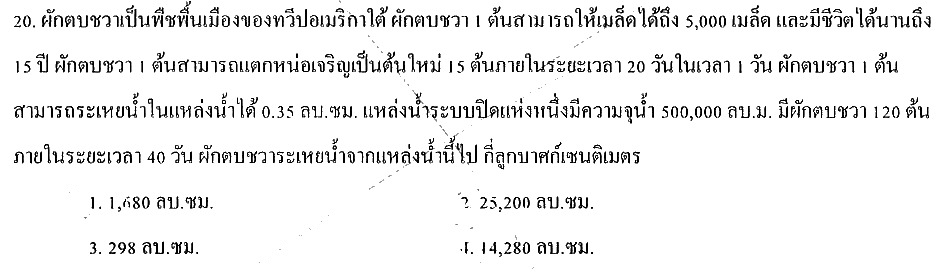 20. ผักตบชวาเป็นพืชพื้นเมืองของทวีปอเมริกาใต้ ผักตบชวา 1 ต้นสามารถให้เมล็ดได้ถึง 5,000 เมล็ด และมีชีวิตได้นานถึง
15 ปี ผักตบชวา 1 ต้นสามารถแตกหน่อเจริญเป็นต้นใหม่ 15 ต้นภายในระยะเวลา 20 วันในเวลา 1 วัน ผักตบชวา 1 ต้น
สามารถระเหยน้ำในแหล่งน้ำได้ 0.35 ลบ.ซม. แหล่งน้ำระบบปิดแห่งหนึ่งมีความจุน้ำ 500,000 ลบ.ม. มีผักตบชวา 120 ต้น
ภายในระยะเวลา 40 วัน ผักตบชวาระเหยน้ำจากแหล่งน้ำนี้ไป กี่ลูกบาศก์เซนติเมตร
1. 1,680 ลบ.ซม. 2. 25,200 ลบ.ซม.
3. 298 ลบ.ซม. 4. 14,280 ลบ.ซม.